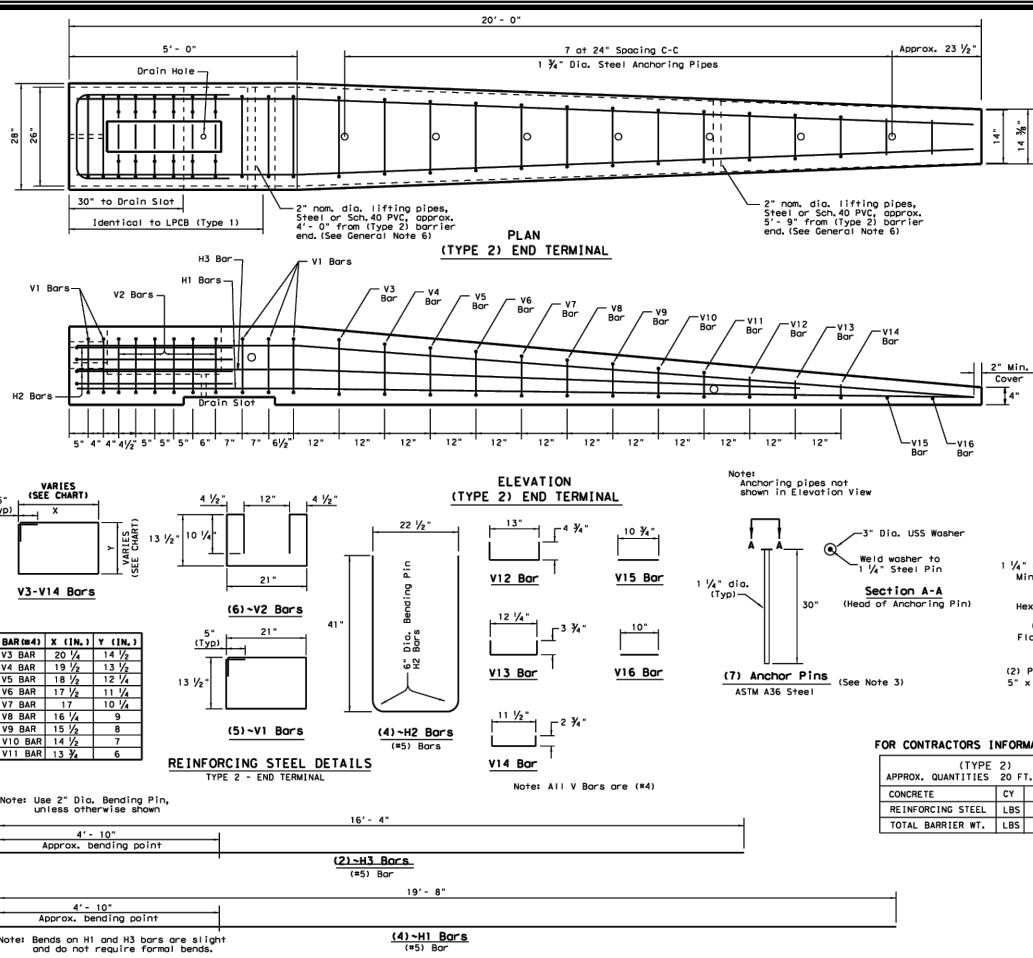 20'- 0"
5'- 0"
7 at 24" Spacing C-C
Approx. 23 ½"
1 ¾" Dia. Steel Anchoring Pipes
Drain Hole
28"
26"
14"
14 ⅜"
30" to Drain Slot
Identical to LPCB (Type 1)
2" nom. dia. lifting pipes,
Steel or Sch.40 PVC, approx.
4'- 0" from (Type 2) barrier
end.(See General Note 6)
2" nom. dia. lifting pipes,
Steel or Sch.40 PVC, approx.
5'- 9" from (Type 2) barrier
end.(See General Note 6)
PLAN
(TYPE 2) END TERMINAL
H3 Bar
V1 Bars
H1 Bars
V1 Bars
V2 Bars
V3 Bar
V4 Bar
V5 Bar
V6 Bar
V7 Bar
V8 Bar
V9 Bar
V10 Bar
V11 Bar
V12 Bar
V13 Bar
V14 Bar
2" Min.
Cover
4"
H2 Bars
Drain Slot
5" 4" 4" 4½" 5" 5" 5" 6" 7" 7" 6½" 12" 12" 12" 12" 12" 12" 12" 12" 12" 12" 12" 12"
V15 Bar
V16 Bar
ELEVATION
(TYPE 2) END TERMINAL
Note:
Anchoring pipes not
shown in Elevation View
VARIES
(SEE CHART)
X
Y
VARIES
(SEE CHART)
V3-V14 Bars
4 ½" 12" 4 ½"
13 ½"
10 ¼"
21"
(6)~V2 Bars
5"
(Typ)
21"
13 ½"
(5)~V1 Bars
22 ½"
41"
6" Dia. Bending Pin
H2 Bars
(4)~H2 Bars
(#5) Bars
13"
4 ¾"
V12 Bar
10 ¾"
V15 Bar
12 ¼"
3 ¾"
V13 Bar
10"
V16 Bar
11 ½"
2 ¾"
V14 Bar
Note: All V Bars are (#4)
A A
1 ¼" dia.
(Typ)
30"
(7) Anchor Pins (See Note 3)
ASTM A36 Steel
3" Dia. USS Washer
Weld washer to
1 ¼" Steel Pin
Section A-A
(Head of Anchoring Pin)
1 ¼"
Hex
(2)
5" x
BAR(#4) X (IN.) Y (IN.)
V3 BAR 20 ¼ 14 ½
V4 BAR 19 ½ 13 ½
V5 BAR 18 ½ 12 ¼
V6 BAR 17 ½ 11 ¼
V7 BAR 17 10 ¼
V8 BAR 16 ¼ 9
V9 BAR 15 ½ 8
V10 BAR 14 ½ 7
V11 BAR 13 ¾ 6
REINFORCING STEEL DETAILS
TYPE 2 - END TERMINAL
Note: Use 2" Dia. Bending Pin,
unless otherwise shown
FOR CONTRACTORS
(TYPE 2)
APPROX. QUANTITIES 20 FT.
CONCRETE CY
REINFORCING STEEL LBS
TOTAL BARRIER WT. LBS
16'- 4"
4'- 10"
Approx. bending point
(2)~H3 Bars
(#5) Bar
19'- 8"
4'- 10"
Approx. bending point
(4)~H1 Bars
(#5) Bar
Note: Bends on H1 and H3 bars are slight
and do not require formal bends.